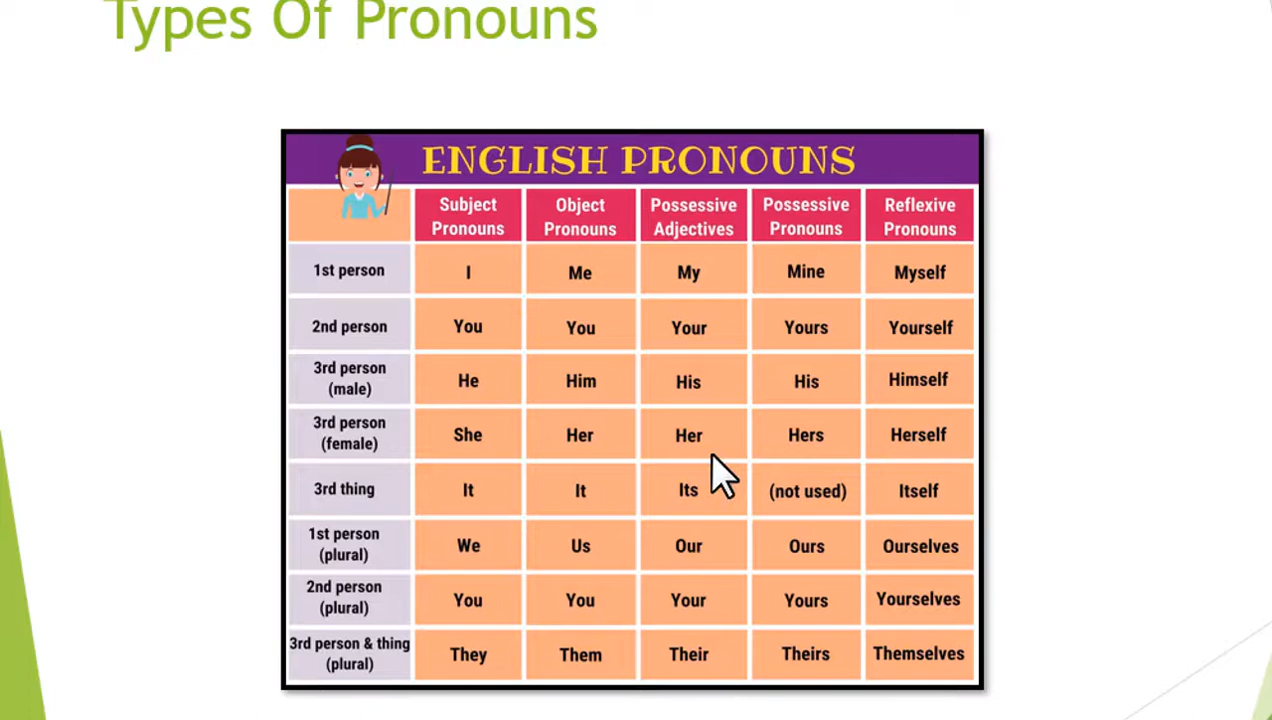 Types Of Pronouns
ENGLISH PRONOUNS
Subject Pronouns Object Pronouns Possessive Adjectives Possessive Pronouns Reflexive Pronouns
1st person I Me My Mine Myself
2nd person You You Your Yours Yourself
3rd person (male) He Him His His Himself
3rd person (female) She Her Her Hers Herself
3rd thing It It Its (not used) Itself
1st person (plural) We Us Our Ours Ourselves
2nd person (plural) You You Your Yours Yourselves
3rd person & thing (plural) They Them Their Theirs Themselves